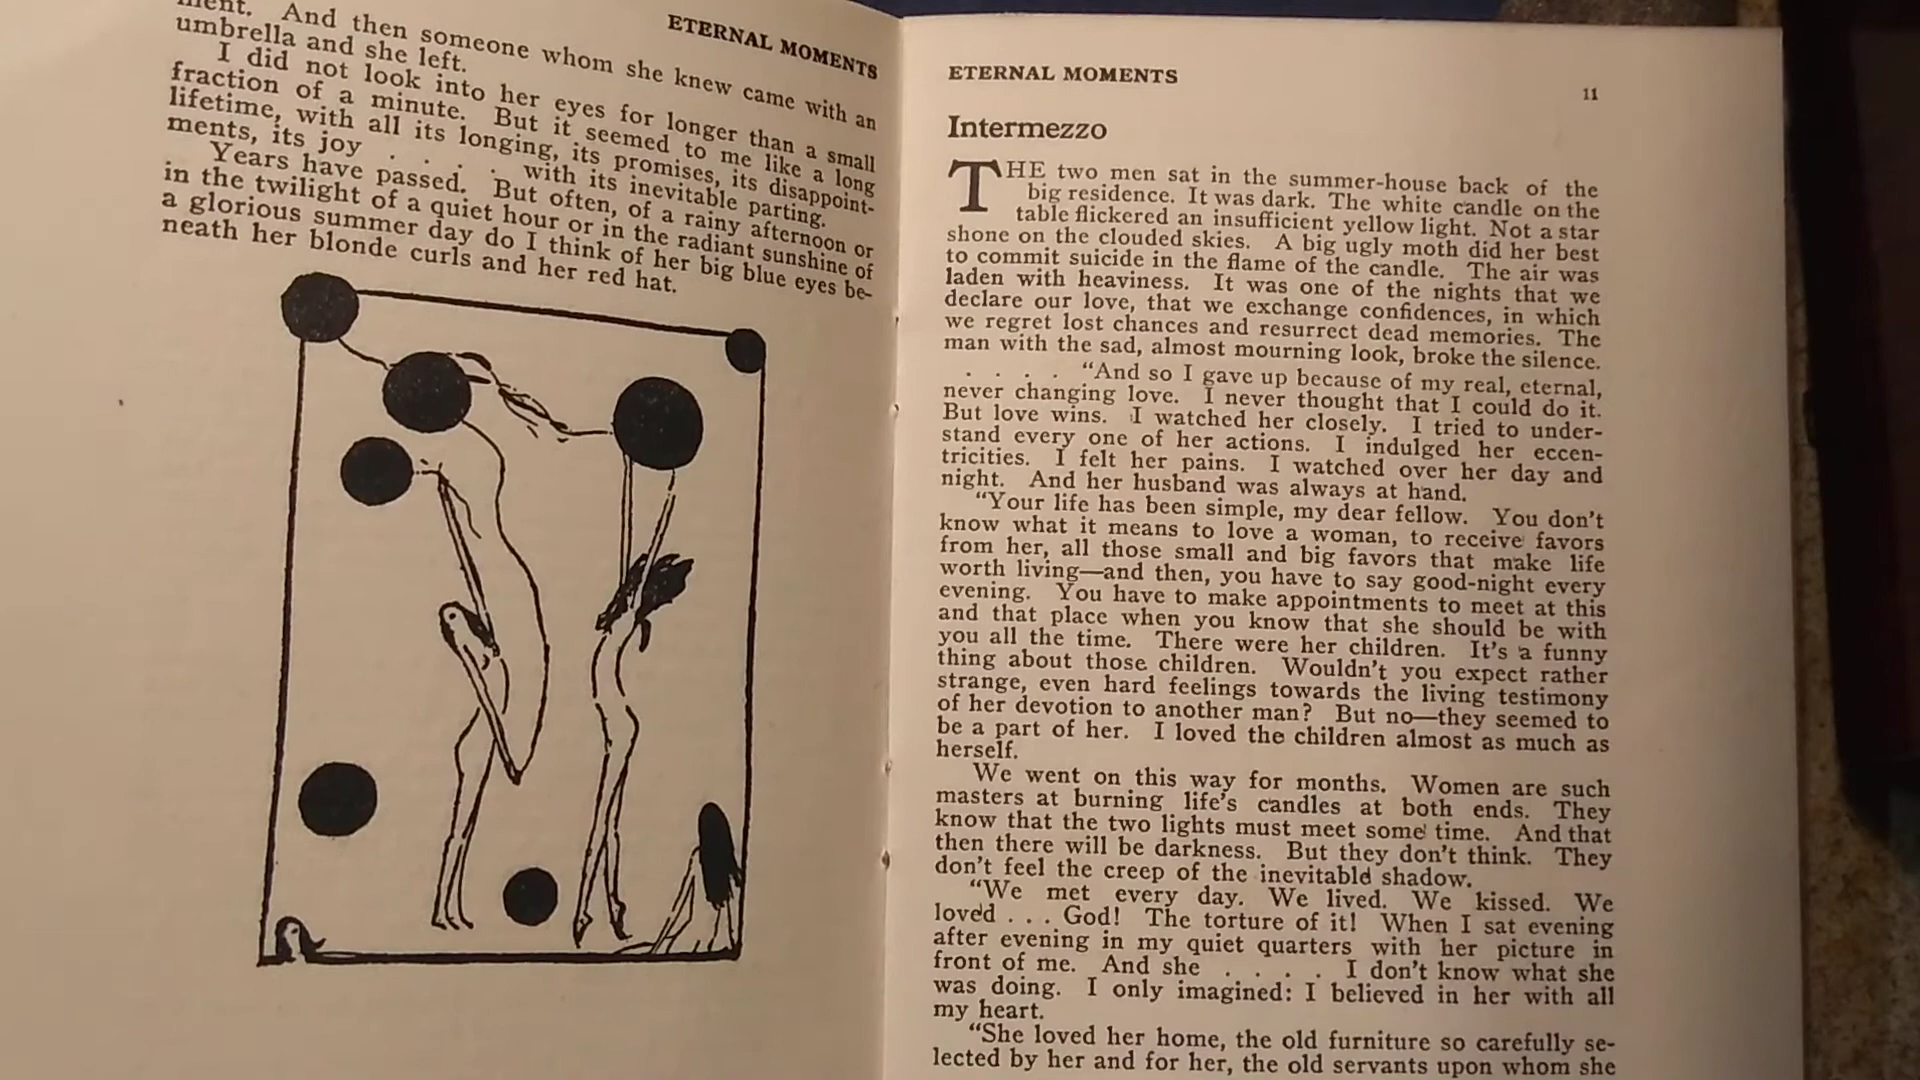 ETERNAL MOMENTS
ment. And then someone whom she knew came with an
umbrella and she left.
I did not look into her eyes for longer than a small
fraction of a minute. But it seemed to me like a long
lifetime, with all its longing, its promises, its disappoint-
ments, its joy . . . . with its inevitable parting.
Years have passed. But often, of a rainy afternoon or
in the twilight of a quiet hour or in the radiant sunshine of
a glorious summer day do I think of her big blue eyes be-
neath her blonde curls and her red hat.
ETERNAL MOMENTS 11
Intermezzo
THE two men sat in the summer-house back of the
big residence. It was dark. The white candle on the
table flickered an insufficient yellow light. Not a star
shone on the clouded skies. A big ugly moth did her best
to commit suicide in the flame of the candle. The air was
laden with heaviness. It was one of the nights that we
declare our love, that we exchange confidences, in which
we regret lost chances and resurrect dead memories. The
man with the sad, almost mourning look, broke the silence.
. . . . "And so I gave up because of my real, eternal,
never changing love. I never thought that I could do it.
But love wins. I watched her closely. I tried to under-
stand every one of her actions. I indulged her eccen-
tricities. I felt her pains. I watched over her day and
night. And her husband was always at hand.
"Your life has been simple, my dear fellow. You don't
know what it means to love a woman, to receive favors
from her, all those small and big favors that make life
worth living—and then, you have to say good-night every
evening. You have to make appointments to meet at this
and that place when you know that she should be with
you all the time. There were her children. It's a funny
thing about those children. Wouldn't you expect rather
strange, even hard feelings towards the living testimony
of her devotion to another man? But no—they seemed to
be a part of her. I loved the children almost as much as
herself.
We went on this way for months. Women are such
masters at burning life's candles at both ends. They
know that the two lights must meet some time. And that
then there will be darkness. But they don't think. They
don't feel the creep of the inevitable shadow.
"We met every day. We lived. We kissed. We
loved . . . God! The torture of it! When I sat evening
after evening in my quiet quarters with her picture in
front of me. And she . . . . I don't know what she
was doing. I only imagined: I believed in her with all
my heart.
"She loved her home, the old furniture so carefully se-
lected by her and for her, the old servants upon whom she